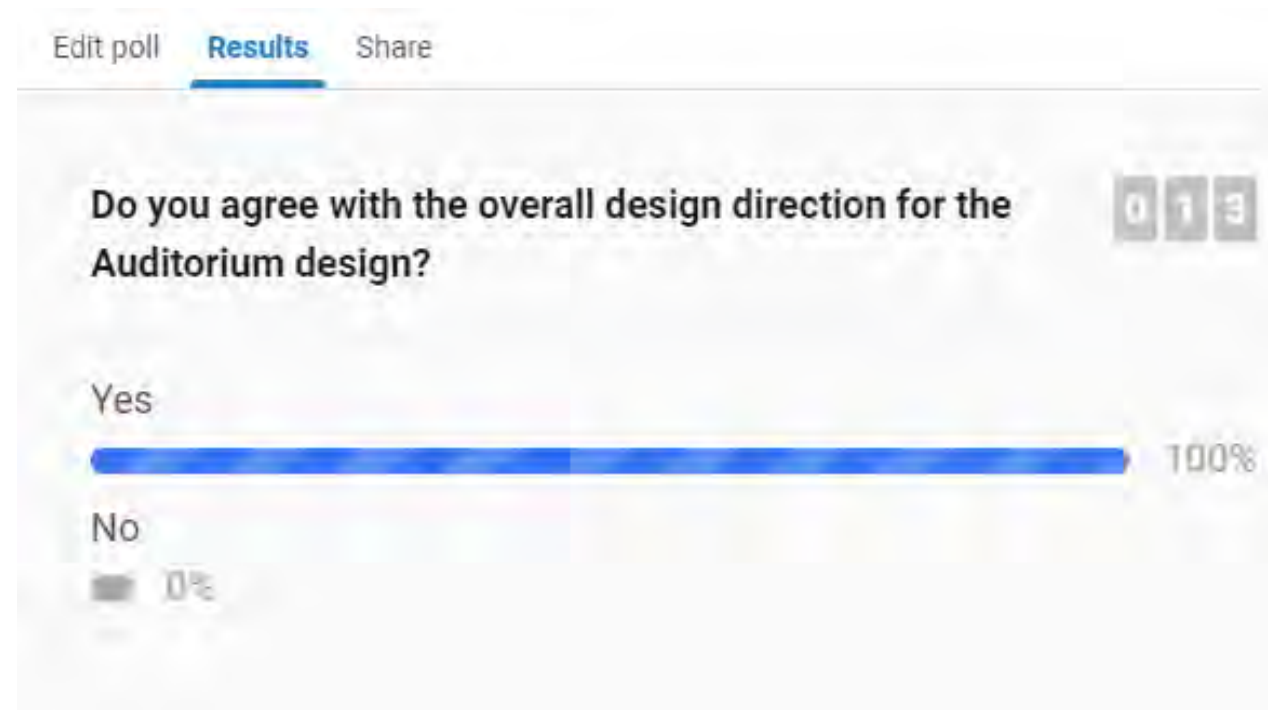 Edit poll Results Share
Do you agree with the overall design direction for the
013
Auditorium design?
Yes
100%
No
0%